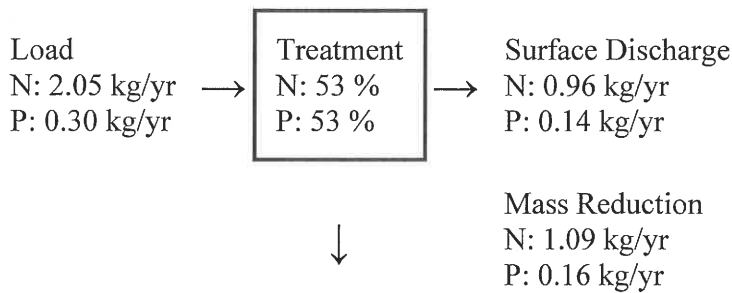 Load
N: 2.05 kg/yr
P: 0.30 kg/yr
Treatment
N: 53 %
P: 53 %
Surface Discharge
N: 0.96 kg/yr
P: 0.14 kg/yr
Mass Reduction
N: 1.09 kg/yr
P: 0.16 kg/yr